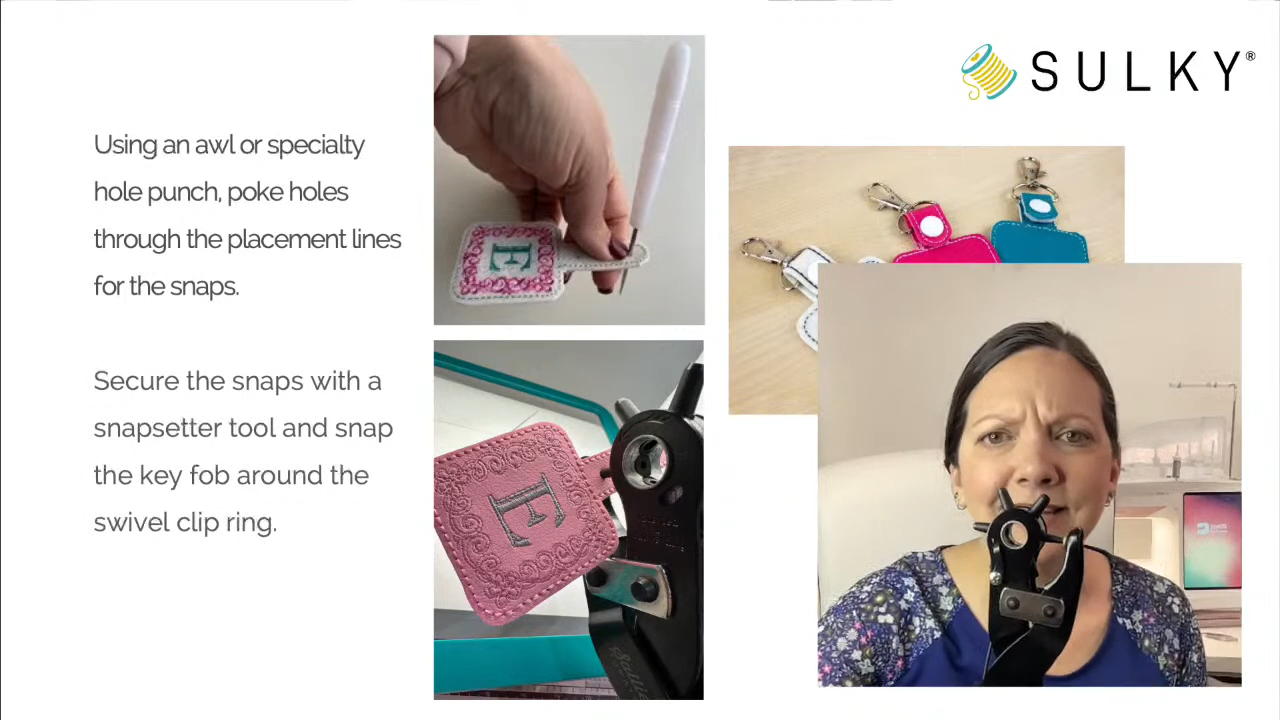 SULKY®
Using an awl or specialty
hole punch, poke holes
through the placement lines
for the snaps.
Secure the snaps with a
snapsetter tool and snap
the key fob around the
swivel clip ring.
E
E